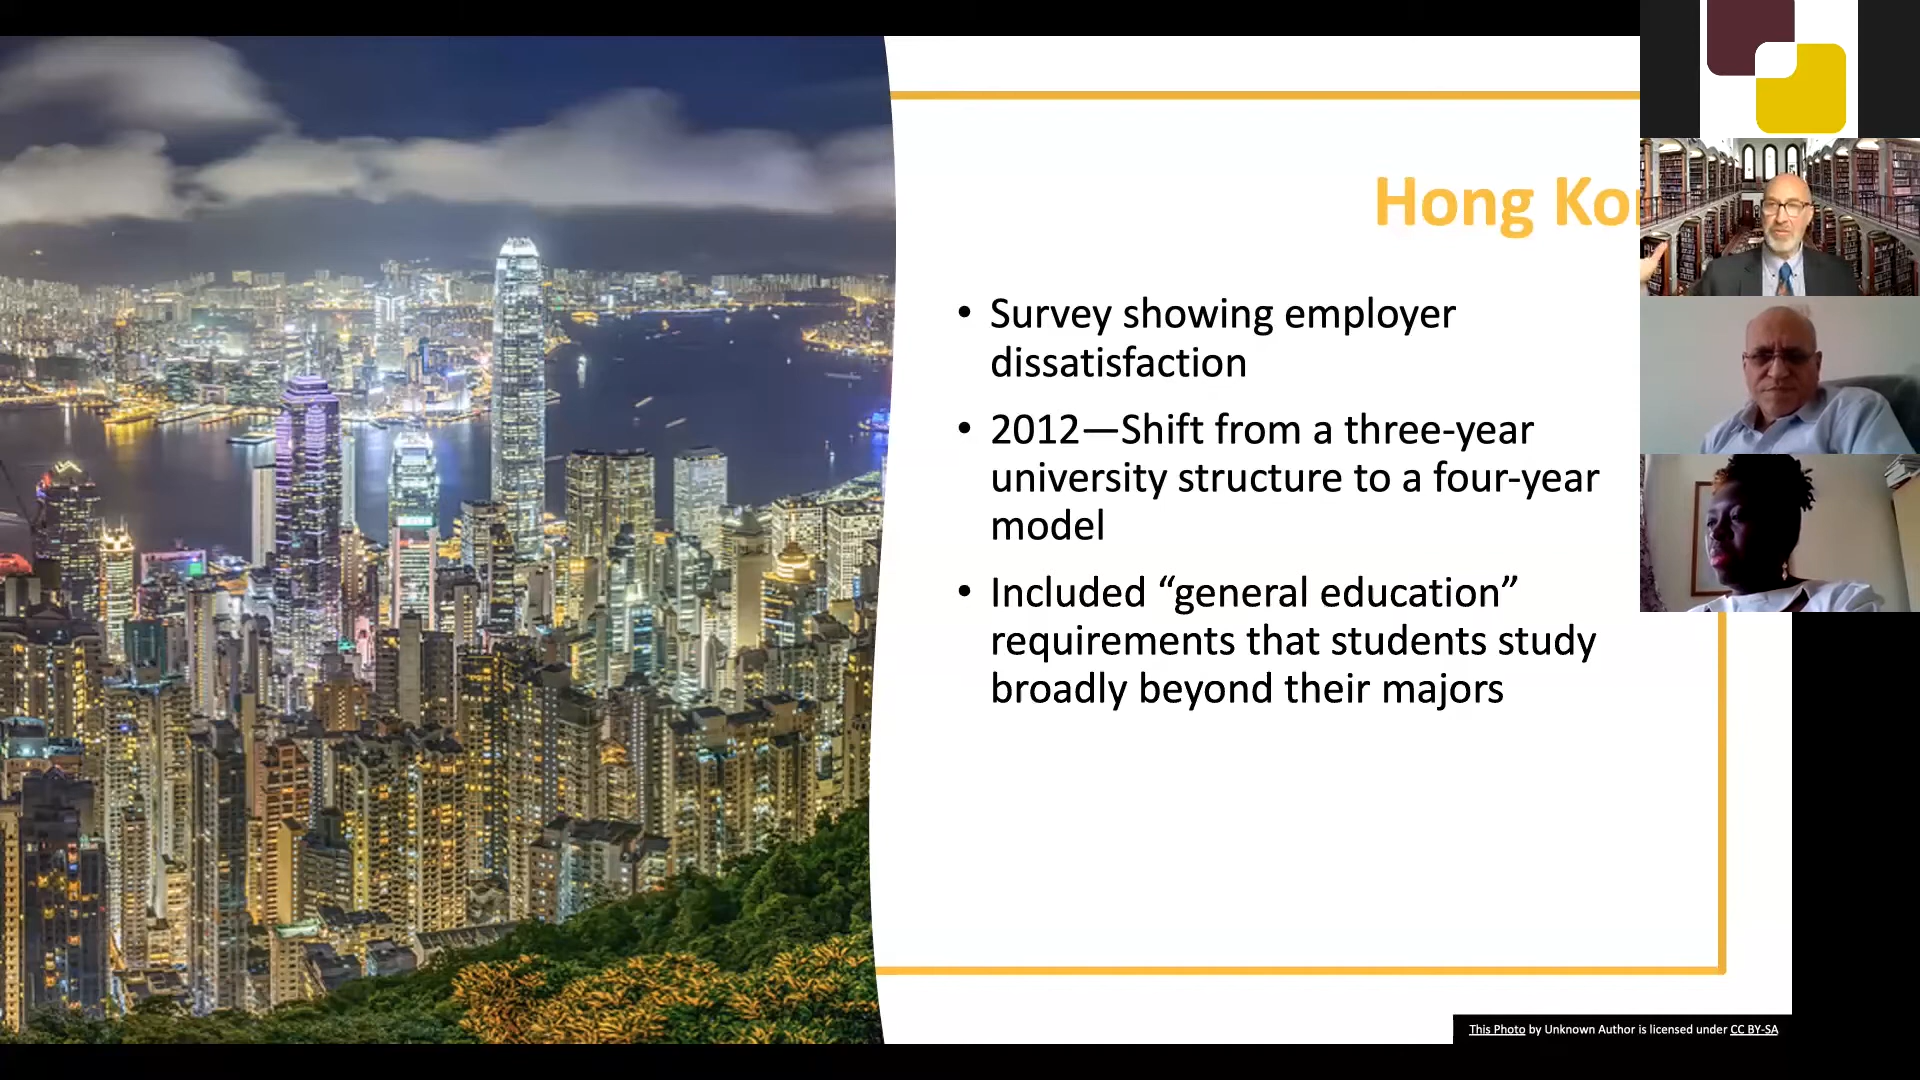 Hong Ko
• Survey showing employer
dissatisfaction
• 2012—Shift from a three-year
university structure to a four-year
model
• Included “general education”
requirements that students study
broadly beyond their majors
This Photo by Unknown Author is licensed under CC BY-SA